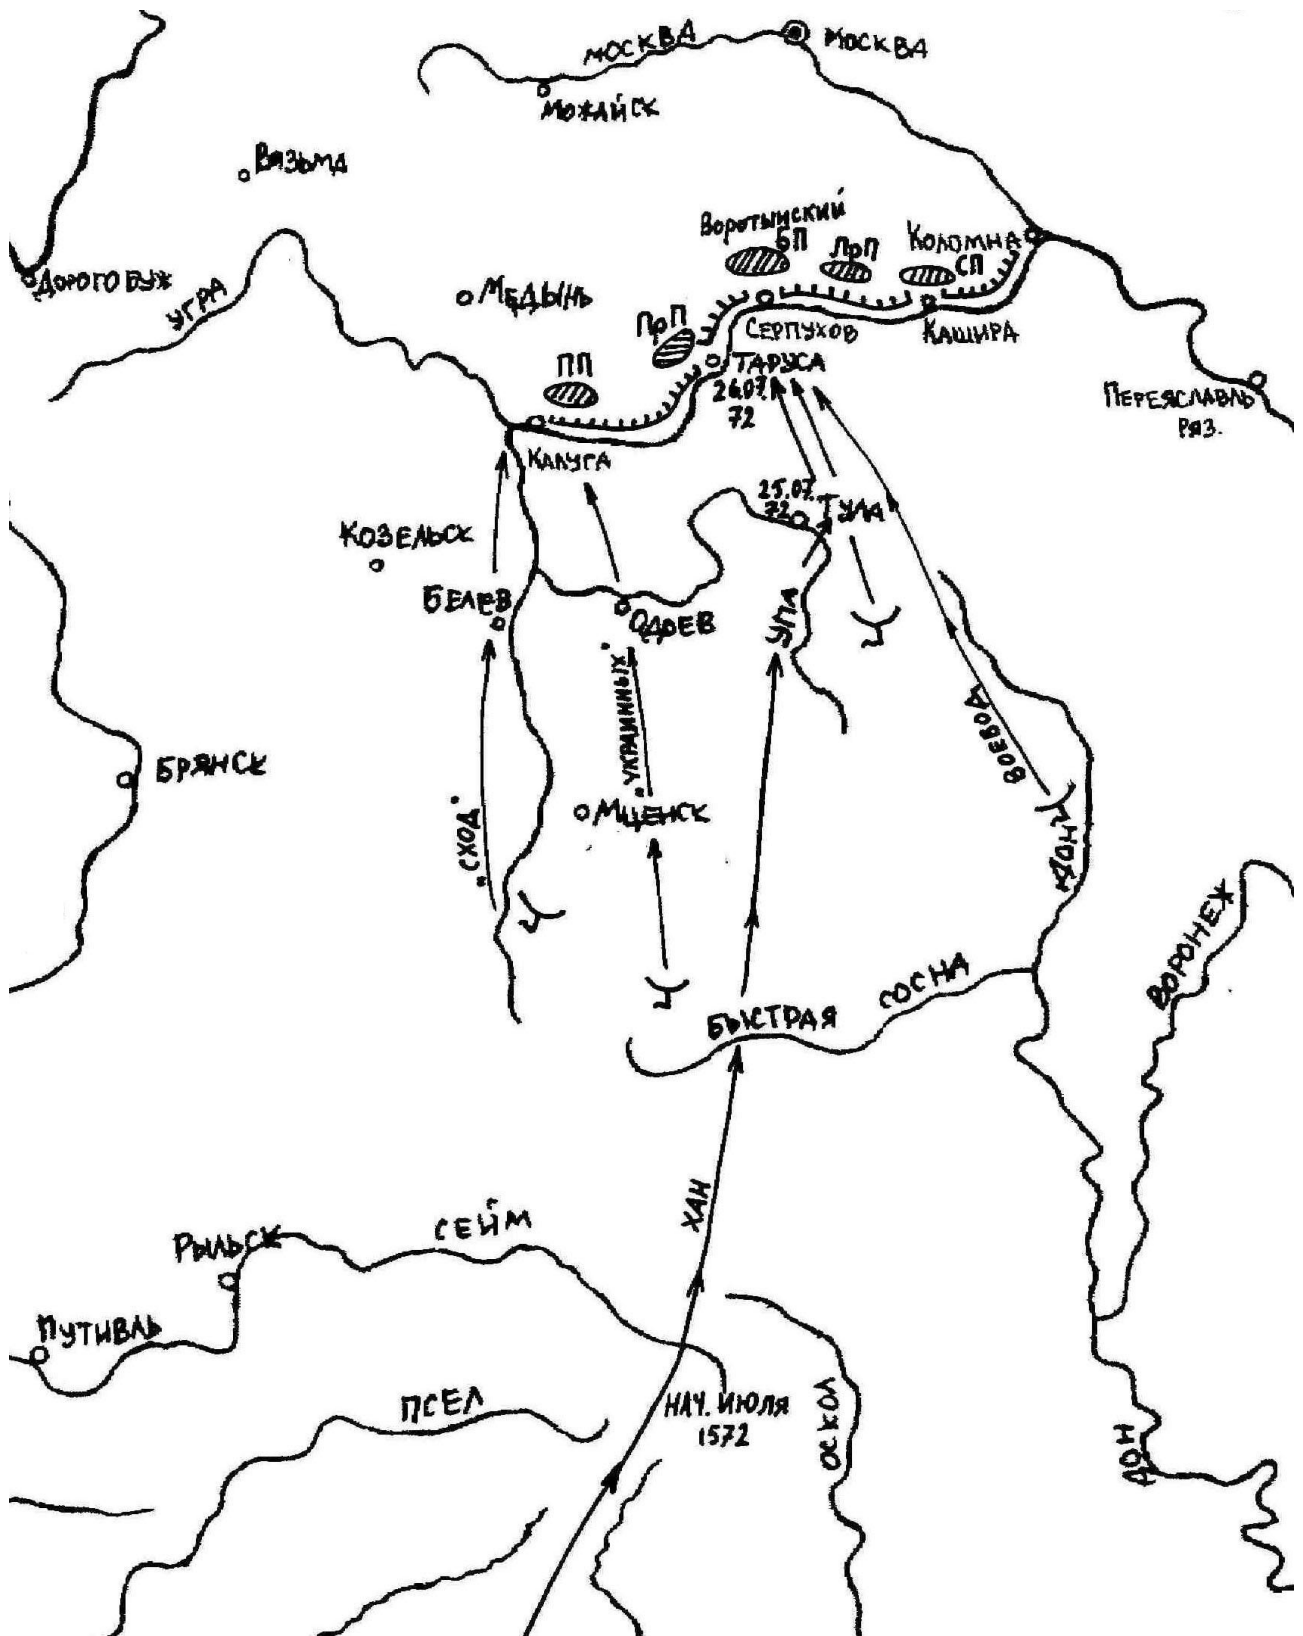 МОСКВА
МОСКВА
МОЖАЙСК
ВЯЗЬМА
Воротынский
БП
ПрП
КОЛОМНА
СП
ДОРОГОБУЖ
УГРА
МЕДЫНЬ
ПрП
СЕРПУХОВ
КАШИРА
ПП
ТАРУСА
26.07.
72
ПЕРЕЯСЛАВЛЬ
РЯЗ.
КАЛУГА
25.07.
72
ТУЛА
КОЗЕЛЬСК
БЕЛЕВ
ОДОЕВ
УПА
„УКРАИННЫХ"
ВОЕВОД
БРЯНСК
МЦЕНСК
„СХОД"
ДОН
ВОРОНЕЖ
БЫСТРАЯ
СОСНА
ХАН
РЫЛЬСК
СЕЙМ
ПУТИВЛЬ
ПСЕЛ
НАЧ. ИЮЛЯ
1572
ОСКОЛ
ДОН